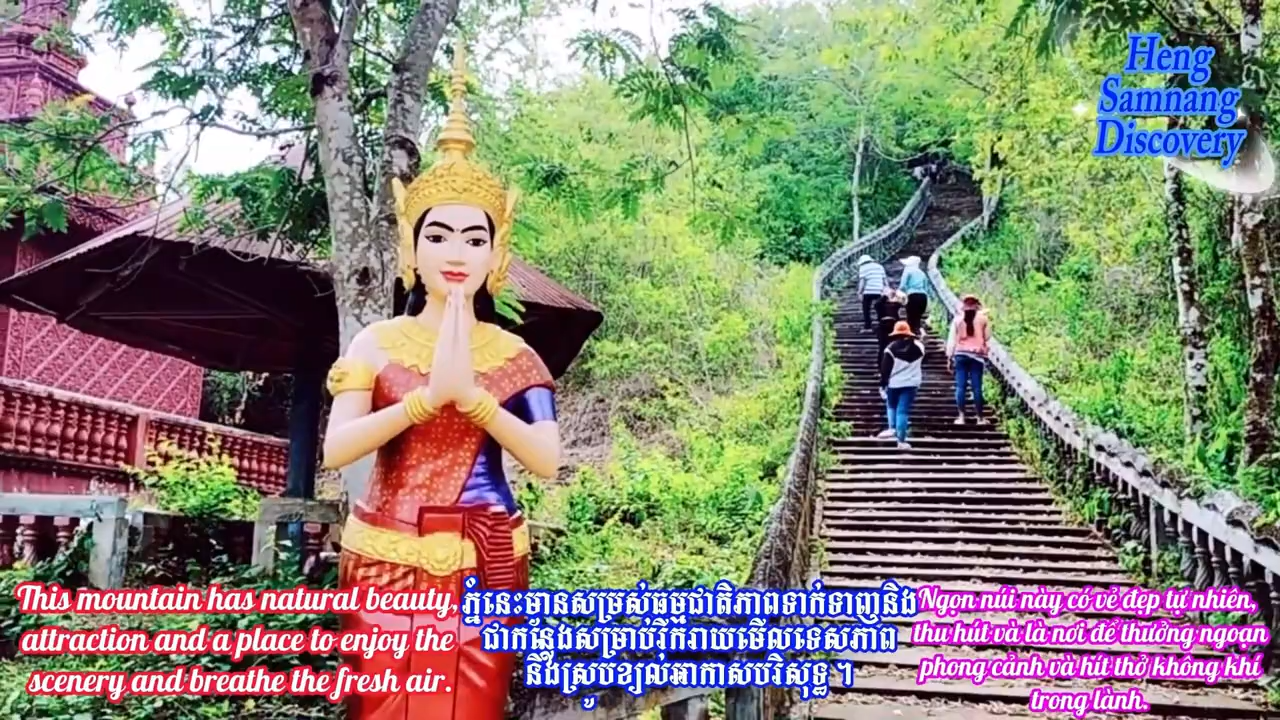 Heng
Samnang
Discovery
This mountain has natural beauty,
attraction and a place to enjoy the
scenery and breathe the fresh air.
ភ្នំនេះមានសម្រស់ធម្មជាតិភាពទាក់ទាញនិង
ជាកន្លែងសម្រាប់រីករាយមើលទេសភាព
និងស្រូបខ្យល់អាកាសបរិសុទ្ធ ។
Ngọn núi này có vẻ đẹp tự nhiên,
thu hút và là nơi để thưởng ngoạn
phong cảnh và hít thở không khí
trong lành.